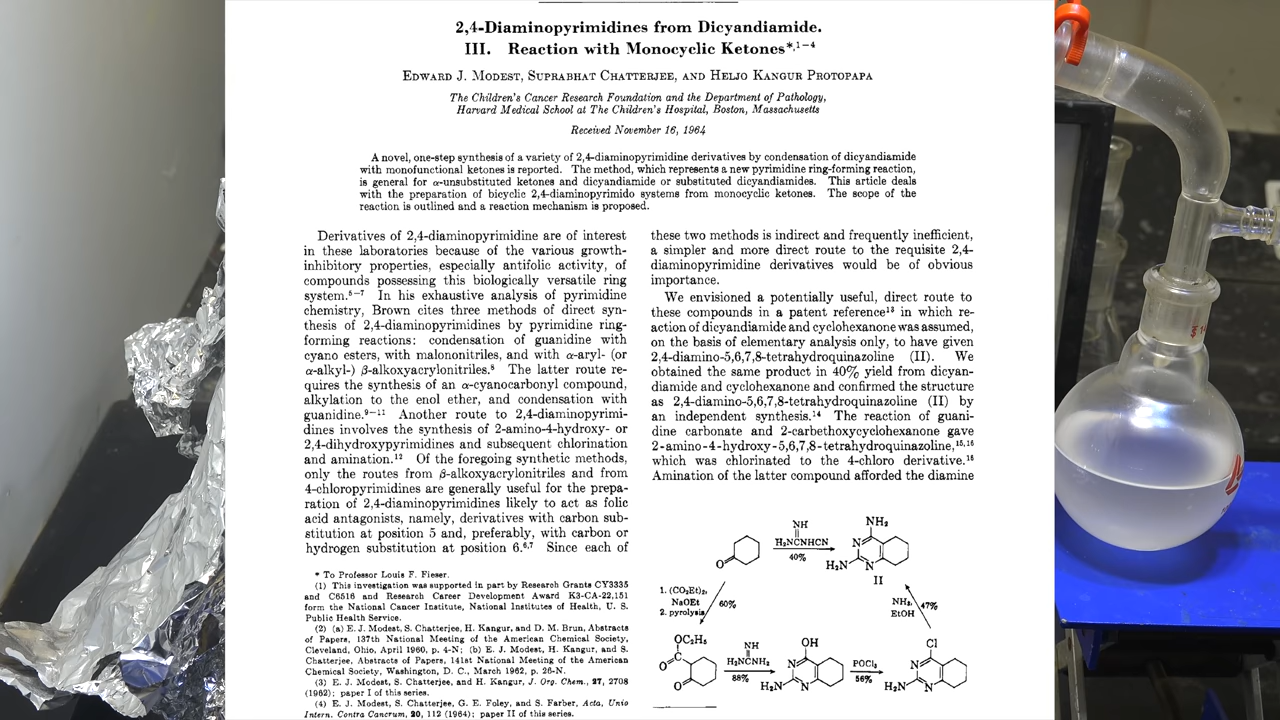 2,4-Diaminopyrimidines from Dicyandiamide.
III. Reaction with Monocyclic Ketones*,1-4
EDWARD J. MODEST, SUPRABHAT CHATTERJEE, AND HELJO KANGUR PROTOPAPA
The Children's Cancer Research Foundation and the Department of Pathology,
Harvard Medical School at The Children's Hospital, Boston, Massachusetts
Received November 16, 1964
A novel, one-step synthesis of a variety of 2,4-diaminopyrimidine derivatives by condensation of dicyandiamide
with monofunctional ketones is reported. The method, which represents a new pyrimidine ring-forming reaction,
is general for α-unsubstituted ketones and dicyandiamide or substituted dicyandiamides. This article deals
with the preparation of bicyclic 2,4-diaminopyrimido systems from monocyclic ketones. The scope of the
reaction is outlined and a reaction mechanism is proposed.
Derivatives of 2,4-diaminopyrimidine are of interest
in these laboratories because of the various growth-
inhibitory properties, especially antifolic activity, of
compounds possessing this biologically versatile ring
system.5-7 In his exhaustive analysis of pyrimidine
chemistry, Brown cites three methods of direct syn-
thesis of 2,4-diaminopyrimidines by pyrimidine ring-
forming reactions: condensation of guanidine with
cyano esters, with malononitriles, and with α-aryl- (or
α-alkyl-) β-alkoxyacrylonitriles.8 The latter route re-
quires the synthesis of an α-cyanocarbonyl compound,
alkylation to the enol ether, and condensation with
guanidine.9-11 Another route to 2,4-diaminopyrimi-
dines involves the synthesis of 2-amino-4-hydroxy- or
2,4-dihydroxypyrimidines and subsequent chlorination
and amination.12 Of the foregoing synthetic methods,
only the routes from β-alkoxyacrylonitriles and from
4-chloropyrimidines are generally useful for the prepa-
ration of 2,4-diaminopyrimidines likely to act as folic
acid antagonists, namely, derivatives with carbon sub-
stitution at position 5 and, preferably, with carbon or
hydrogen substitution at position 6.6,7 Since each of
* To Professor Louis F. Fieser.
(1) This investigation was supported in part by Research Grants CY3335
and C6516 and Research Career Development Award K3-CA-22,151
form the National Cancer Institute, National Institutes of Health, U. S.
Public Health Service.
(2) (a) E. J. Modest, S. Chatterjee, H. Kangur, and D. M. Brun, Abstracts
of Papers, 137th National Meeting of the American Chemical Society,
Cleveland, Ohio, April 1960, p. 4-N; (b) E. J. Modest, H. Kangur, and S.
Chatterjee, Abstracts of Papers, 141st National Meeting of the American
Chemical Society, Washington, D. C., March 1962, p. 26-N.
(3) E. J. Modest, S. Chatterjee, and H. Kangur, J. Org. Chem., 27, 2708
(1962); paper I of this series.
(4) E. J. Modest, S. Chatterjee, G. E. Foley, and S. Farber, Acta, Unio
Intern. Contra Cancrum, 20, 112 (1964); paper II of this series.
these two methods is indirect and frequently inefficient,
a simpler and more direct route to the requisite 2,4-
diaminopyrimidine derivatives would be of obvious
importance.
We envisioned a potentially useful, direct route to
these compounds in a patent reference13 in which re-
action of dicyandiamide and cyclohexanone was assumed,
on the basis of elementary analysis only, to have given
2,4-diamino-5,6,7,8-tetrahydroquinazoline (II). We
obtained the same product in 40% yield from dicyan-
diamide and cyclohexanone and confirmed the structure
as 2,4-diamino-5,6,7,8-tetrahydroquinazoline (II) by
an independent synthesis.14 The reaction of guani-
dine carbonate and 2-carbethoxycyclohexanone gave
2-amino-4-hydroxy-5,6,7,8-tetrahydroquinazoline,15,16
which was chlorinated to the 4-chloro derivative.15
Amination of the latter compound afforded the diamine
NH
H2NCNHCN
40%
O
NH2
N
H2N N
II
1. (CO2Et)2,
NaOEt
2. pyrolysis
60%
NH3,
EtOH
47%
OC2H5
O C
O
NH
H2NCNH2
88%
OH
N
H2N N
POCl3
56%
Cl
N
H2N N